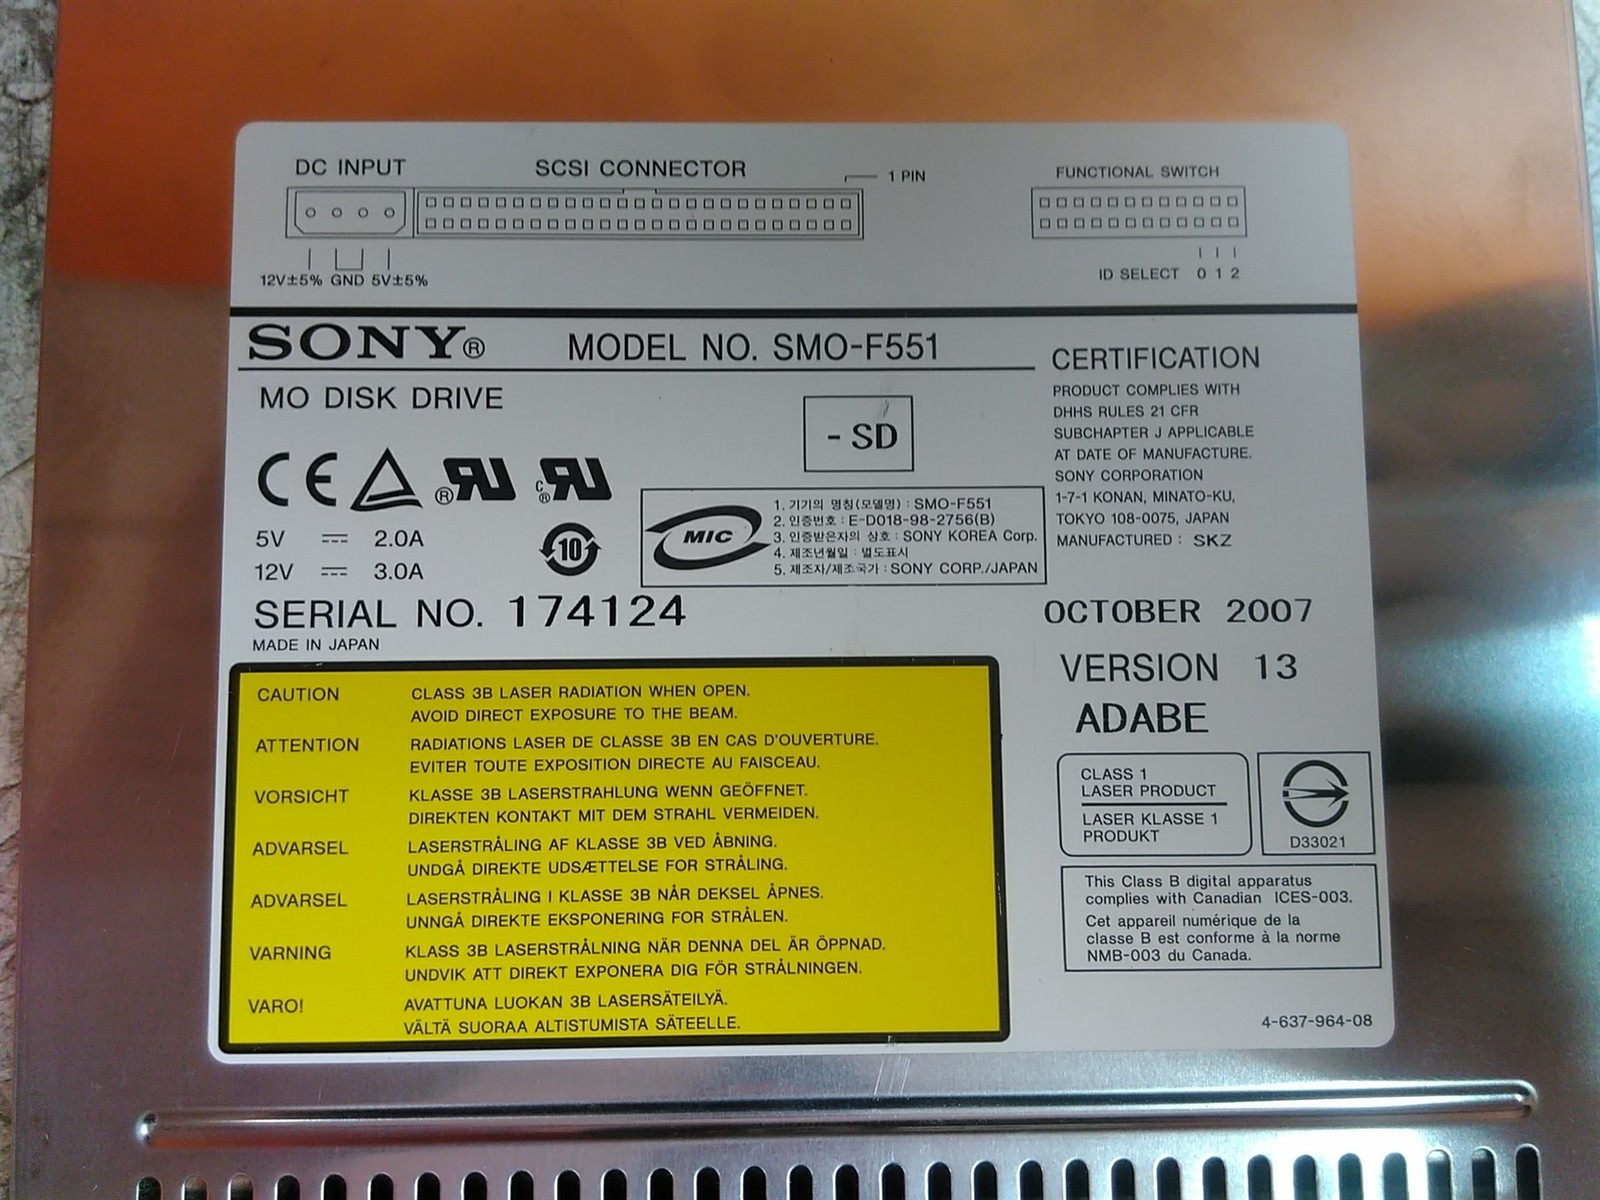 DC INPUT
SCSI CONNECTOR
1 PIN
FUNCTIONAL SWITCH
12V±5% GND 5V±5%
ID SELECT 0 1 2
SONY®
MODEL NO. SMO-F551
MO DISK DRIVE
- SD
CE
®RU c®RU
5V ⎓ 2.0A
12V ⎓ 3.0A
10
MIC
1. 기기의 명칭(모델명) : SMO-F551
2. 인증번호 : E-D018-98-2756(B)
3. 인증받은자의 상호 : SONY KOREA Corp.
4. 제조년월일 : 별도표시
5. 제조자/제조국가 : SONY CORP./JAPAN
CERTIFICATION
PRODUCT COMPLIES WITH
DHHS RULES 21 CFR
SUBCHAPTER J APPLICABLE
AT DATE OF MANUFACTURE.
SONY CORPORATION
1-7-1 KONAN, MINATO-KU,
TOKYO 108-0075, JAPAN
MANUFACTURED : SKZ
SERIAL NO. 174124
MADE IN JAPAN
OCTOBER 2007
VERSION 13
ADABE
CAUTION CLASS 3B LASER RADIATION WHEN OPEN.
AVOID DIRECT EXPOSURE TO THE BEAM.
ATTENTION RADIATIONS LASER DE CLASSE 3B EN CAS D'OUVERTURE.
EVITER TOUTE EXPOSITION DIRECTE AU FAISCEAU.
VORSICHT KLASSE 3B LASERSTRAHLUNG WENN GEÖFFNET.
DIREKTEN KONTAKT MIT DEM STRAHL VERMEIDEN.
ADVARSEL LASERSTRÅLING AF KLASSE 3B VED ÅBNING.
UNDGÅ DIREKTE UDSÆTTELSE FOR STRÅLING.
ADVARSEL LASERSTRÅLING I KLASSE 3B NÅR DEKSEL ÅPNES.
UNNGÅ DIREKTE EKSPONERING FOR STRÅLEN.
VARNING KLASS 3B LASERSTRÅLNING NÄR DENNA DEL ÄR ÖPPNAD.
UNDVIK ATT DIREKT EXPONERA DIG FÖR STRÅLNINGEN.
VARO! AVATTUNA LUOKAN 3B LASERSÄTEILYÄ.
VÄLTÄ SUORAA ALTISTUMISTA SÄTEELLE.
CLASS 1
LASER PRODUCT
LASER KLASSE 1
PRODUKT
D33021
This Class B digital apparatus
complies with Canadian ICES-003.
Cet appareil numérique de la
classe B est conforme à la norme
NMB-003 du Canada.
4-637-964-08